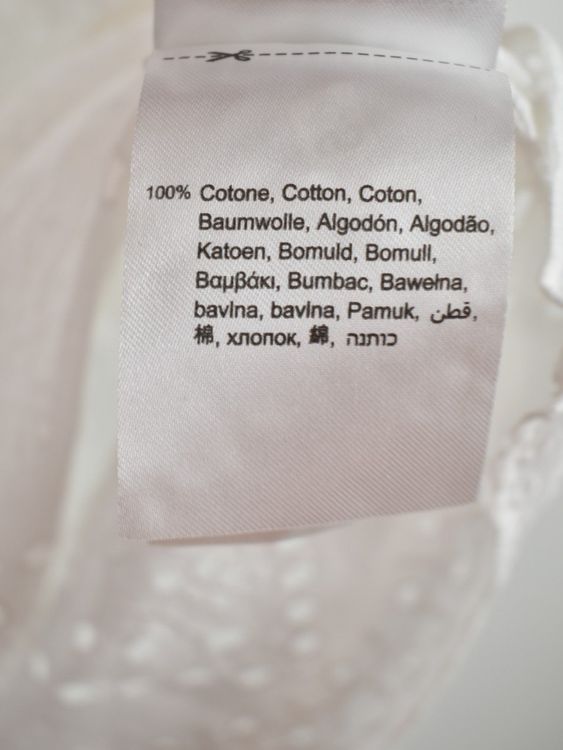 100% Cotone, Cotton, Coton,
Baumwolle, Algodón, Algodão,
Katoen, Bomuld, Bomull,
Βαμβάκι, Bumbac, Bawełna,
bavlna, bavlna, Pamuk, قطن,
棉, хлопок, 綿, כותנה